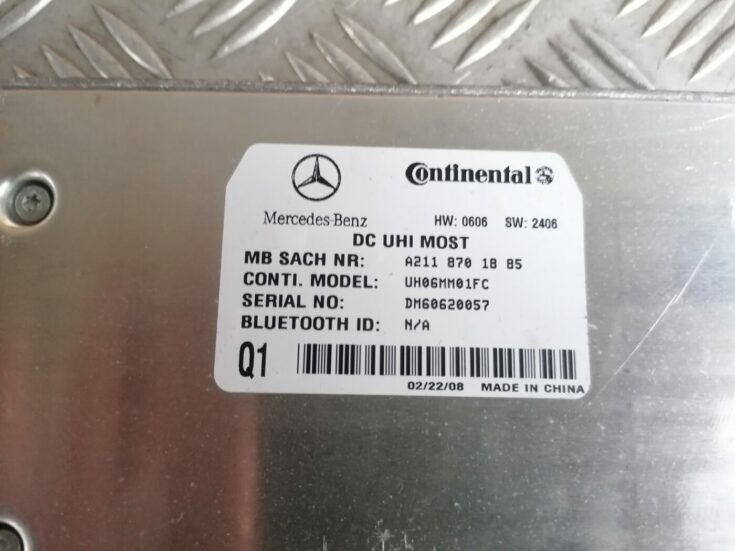 Continental
Mercedes-Benz HW: 0606 SW: 2406
DC UHI MOST
MB SACH NR: A211 870 18 85
CONTI. MODEL: UH06MM01FC
SERIAL NO: DM60620057
BLUETOOTH ID: N/A
Q1
02/22/08 MADE IN CHINA